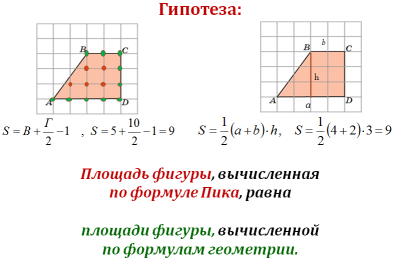 Гипотеза:
B C
A D
b
B C
h
A a D
S = В + Г/2 − 1 , S = 5 + 10/2 − 1 = 9
S = 1/2 (a + b) · h, S = 1/2 (4 + 2) · 3 = 9
Площадь фигуры, вычисленная
по формуле Пика, равна
площади фигуры, вычисленной
по формулам геометрии.